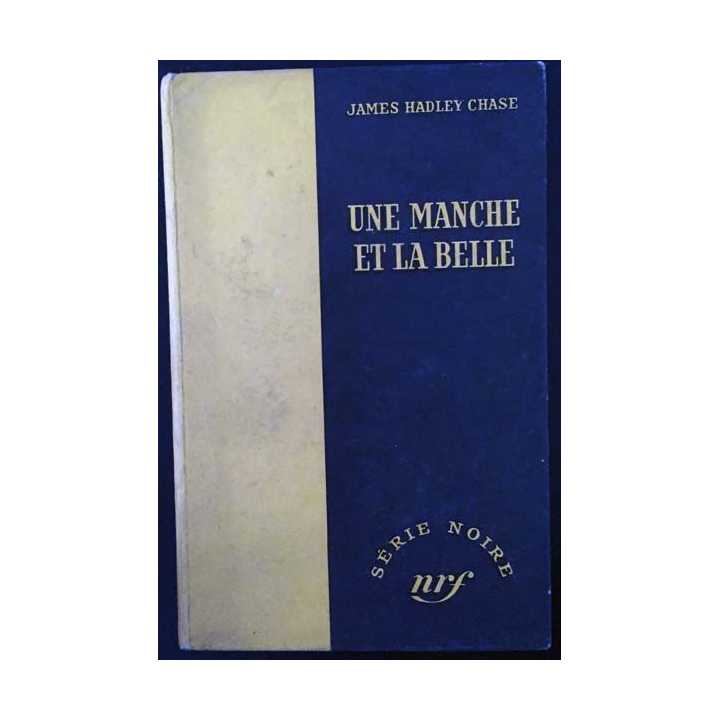 JAMES HADLEY CHASE
UNE MANCHE
ET LA BELLE
SÉRIE NOIRE
nrf